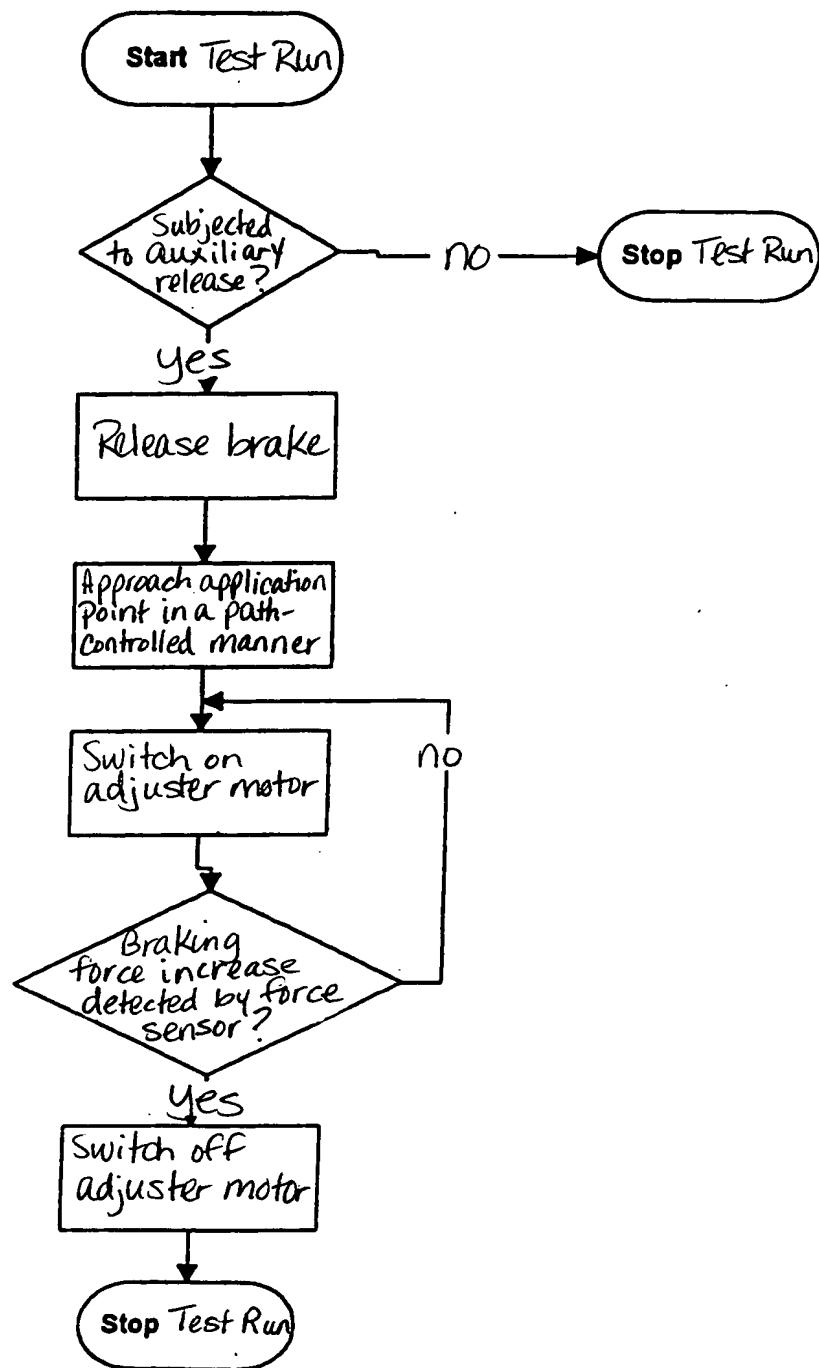 Start Test Run
Subjected
to auxiliary
release?
no
Stop Test Run
yes
Release brake
Approach application
Point in a path-
controlled manner
Switch on
adjuster motor
no
Braking
force increase
detected by force
sensor?
yes
Switch off
adjuster motor
Stop Test Run